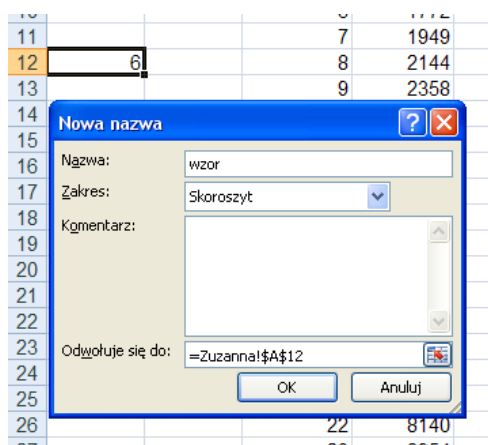 11 7 1949
12 6 8 2144
13 9 2358
14
Nowa nazwa
15
16 Nazwa: wzor
17 Zakres: Skoroszyt
18 Komentarz:
19
20
21
22
23 Odwołuje się do: =Zuzanna!$A$12
24 OK Anuluj
25
26 22 8140